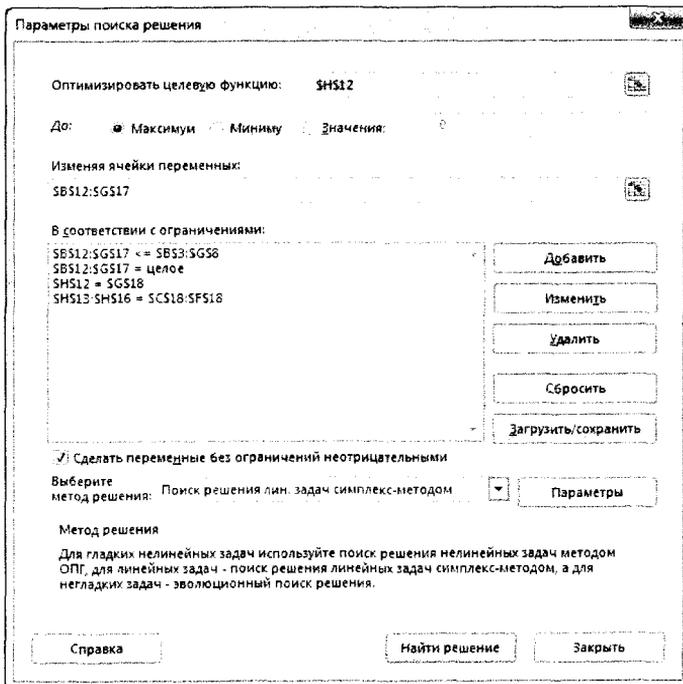 Параметры поиска решения
Оптимизировать целевую функцию: $H$12
До: Максимум Миниму Значения: 0
Изменяя ячейки переменных:
$B$12:$G$17
В соответствии с ограничениями:
$B$12:$G$17 <= $B$3:$G$8
$B$12:$G$17 = целое
$H$12 = $G$18
$H$13:$H$16 = $C$18:$F$18
Добавить
Изменить
Удалить
Сбросить
Загрузить/сохранить
Сделать переменные без ограничений неотрицательными
Выберите
метод решения: Поиск решения лин. задач симплекс-методом
Параметры
Метод решения
Для гладких нелинейных задач используйте поиск решения нелинейных задач методом
ОПГ, для линейных задач - поиск решения линейных задач симплекс-методом, а для
негладких задач - эволюционный поиск решения.
Справка Найти решение Закрыть